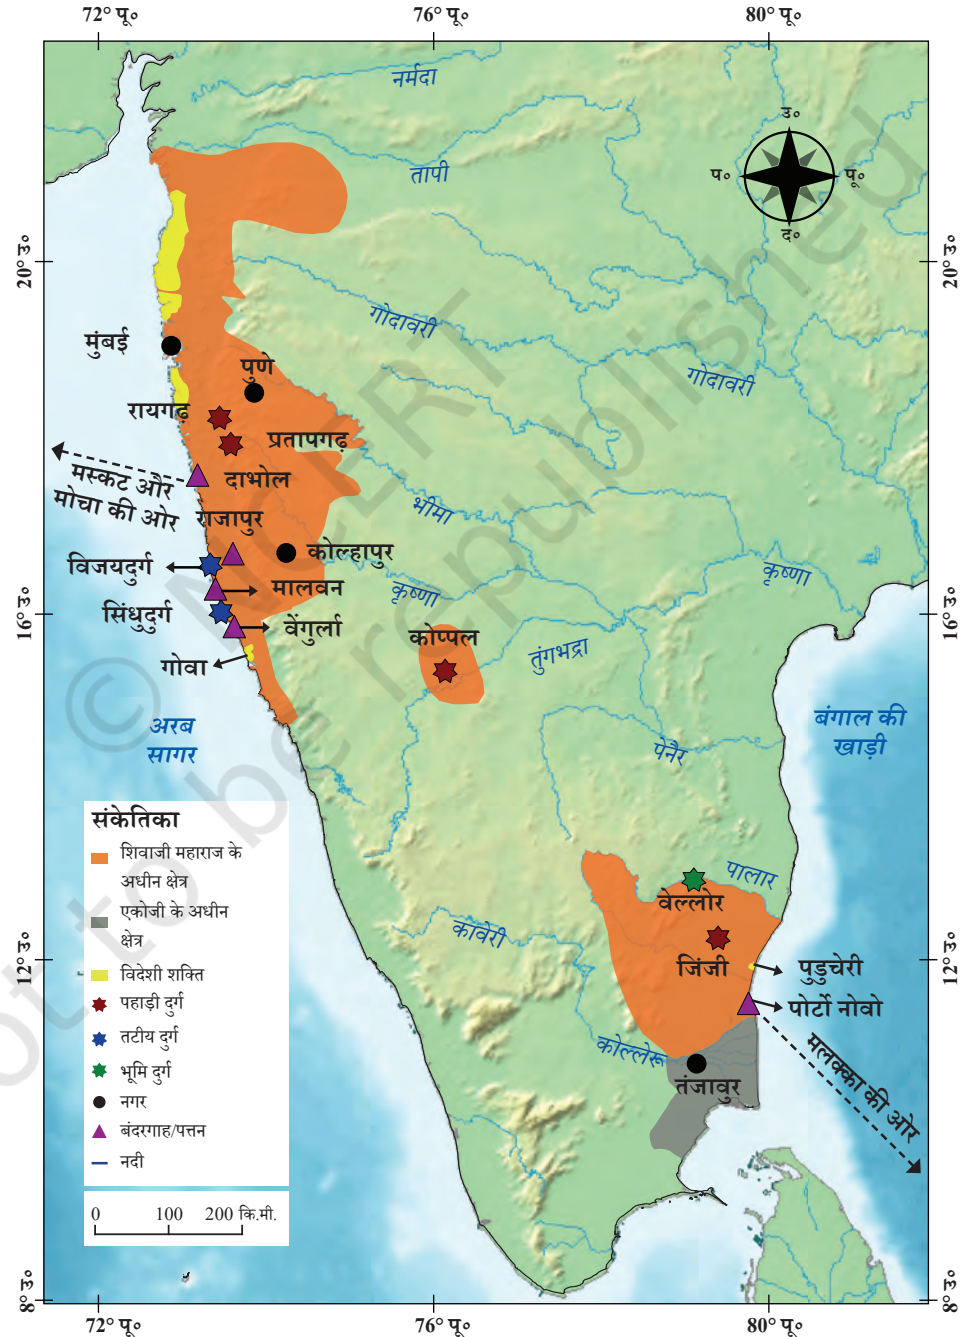 72° पू०
76° पू०
80° पू०
नर्मदा
उ०
प०
पू०
द०
तापी
20° उ०
20° उ०
गोदावरी
मुंबई
पुणे
गोदावरी
रायगढ़
प्रतापगढ़
दाभोल
मस्कट और
मोचा की ओर
भीमा
राजापुर
कोल्हापुर
विजयदुर्ग
मालवन
कृष्णा
कृष्णा
सिंधुदुर्ग
16° उ०
16° उ०
वेंगुर्ला
कोप्पल
तुंगभद्रा
गोवा
अरब
सागर
बंगाल की
खाड़ी
पेनैर
संकेतिका
शिवाजी महाराज के
अधीन क्षेत्र
एकोजी के अधीन
क्षेत्र
विदेशी शक्ति
पहाड़ी दुर्ग
तटीय दुर्ग
भूमि दुर्ग
नगर
बंदरगाह/पत्तन
नदी
0 100 200 कि.मी.
पालार
वेल्लोर
कावेरी
12° उ०
12° उ०
जिंजी
पुडुचेरी
पोर्टो नोवो
कोल्लेरू
तंजावुर
मलक्का की ओर
8° उ०
8° उ०
72° पू०
76° पू०
80° पू०
© NCERT
not to be republished